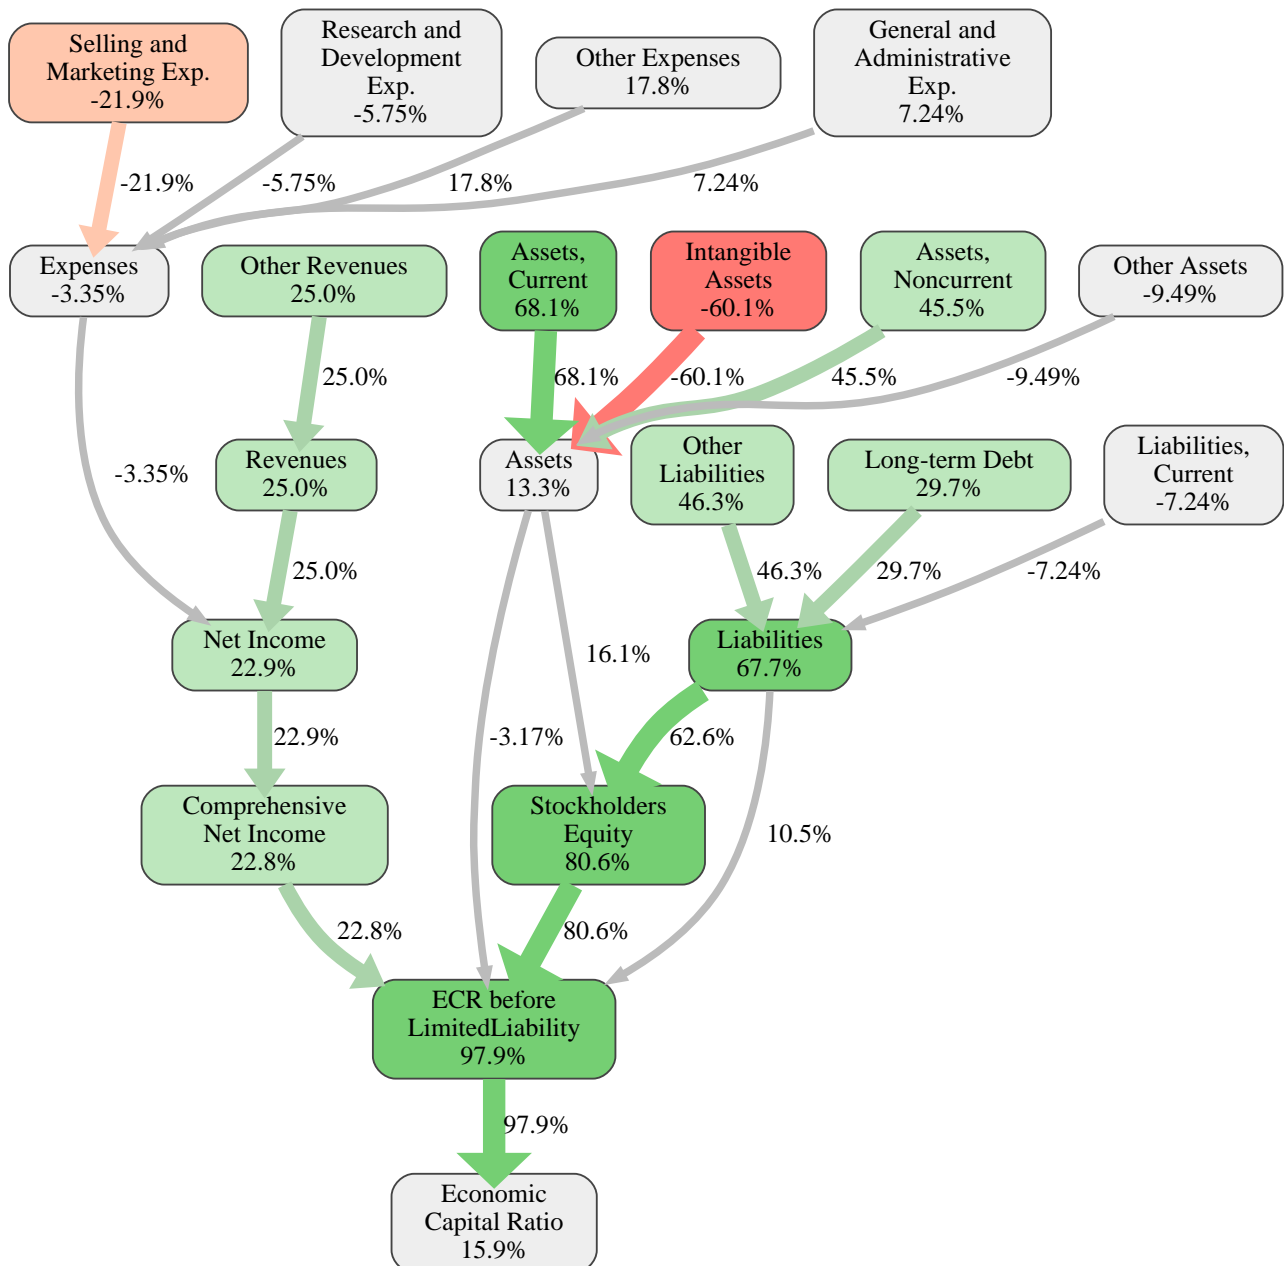 Selling and
Marketing Exp.
-21.9%
Research and
Development
Exp.
-5.75%
Other Expenses
17.8%
General and
Administrative
Exp.
7.24%
-21.9%
-5.75%
17.8%
7.24%
Expenses
-3.35%
Other Revenues
25.0%
Assets,
Current
68.1%
Intangible
Assets
-60.1%
Assets,
Noncurrent
45.5%
Other Assets
-9.49%
25.0%
68.1%
-60.1%
45.5%
-9.49%
-3.35%
Revenues
25.0%
Assets
13.3%
Other
Liabilities
46.3%
Long-term Debt
29.7%
Liabilities,
Current
-7.24%
25.0%
46.3%
29.7%
-7.24%
Net Income
22.9%
16.1%
Liabilities
67.7%
22.9%
-3.17%
62.6%
Comprehensive
Net Income
22.8%
Stockholders
Equity
80.6%
10.5%
22.8%
80.6%
ECR before
LimitedLiability
97.9%
97.9%
Economic
Capital Ratio
15.9%